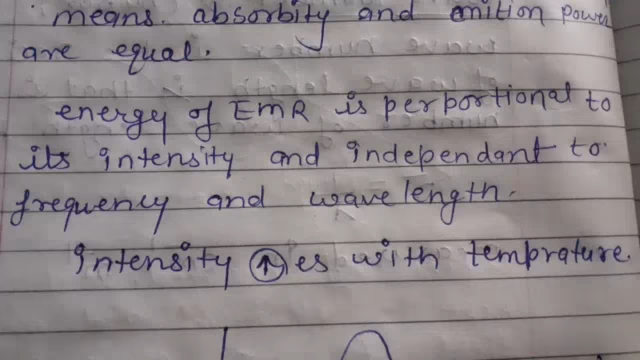 means. absorbity and emition power
are equal.
energy of EMR is perportional to
its intensity and independant to
frequency and wavelength.
intensity ↑es with temprature.